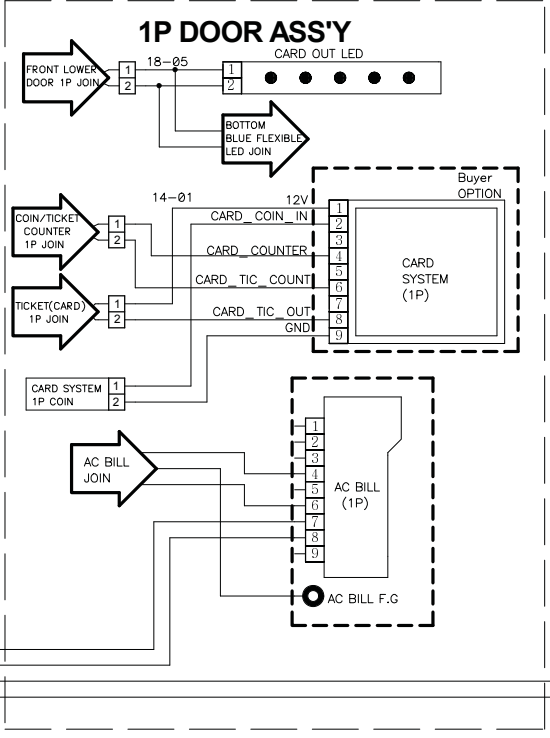 1P DOOR ASS'Y
CARD OUT LED
18-05
FRONT LOWER
DOOR 1P JOIN
1
2
1
2
BOTTOM
BLUE FLEXIBLE
LED JOIN
Buyer
OPTION
14-01
12V
CARD_COIN_IN
CARD_COUNTER
CARD_TIC_COUNT
CARD_TIC_OUT
GND
COIN/TICKET
COUNTER
1P JOIN
1
2
TICKET(CARD)
1P JOIN
1
2
1
2
3
4
5
6
7
8
9
CARD
SYSTEM
(1P)
CARD SYSTEM
1P COIN
1
2
AC BILL
JOIN
1
2
3
4
5
6
7
8
9
AC BILL
(1P)
AC BILL F.G